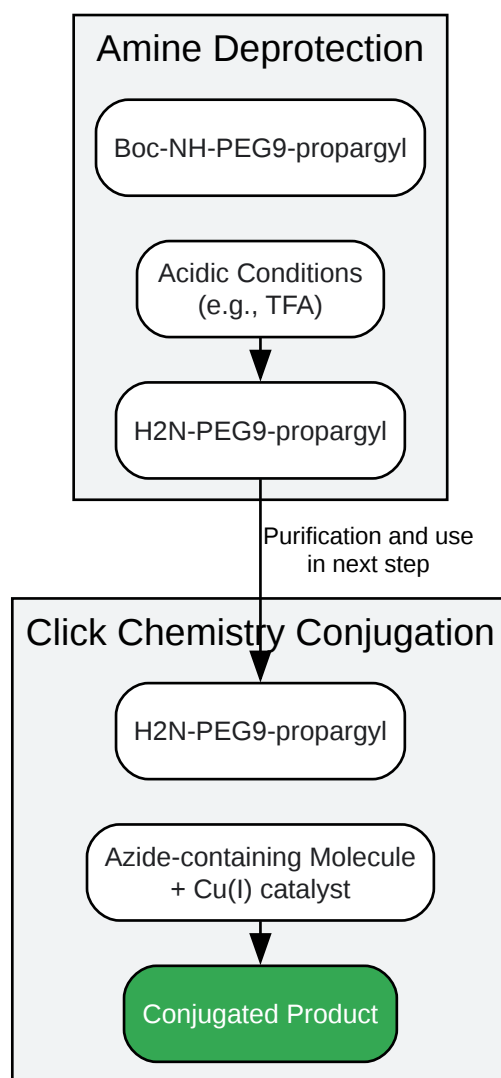 Amine Deprotection
Boc-NH-PEG9-propargyl
Acidic Conditions
(e.g., TFA)
H2N-PEG9-propargyl
Purification and use
in next step
Click Chemistry Conjugation
H2N-PEG9-propargyl
Azide-containing Molecule
+ Cu(I) catalyst
Conjugated Product